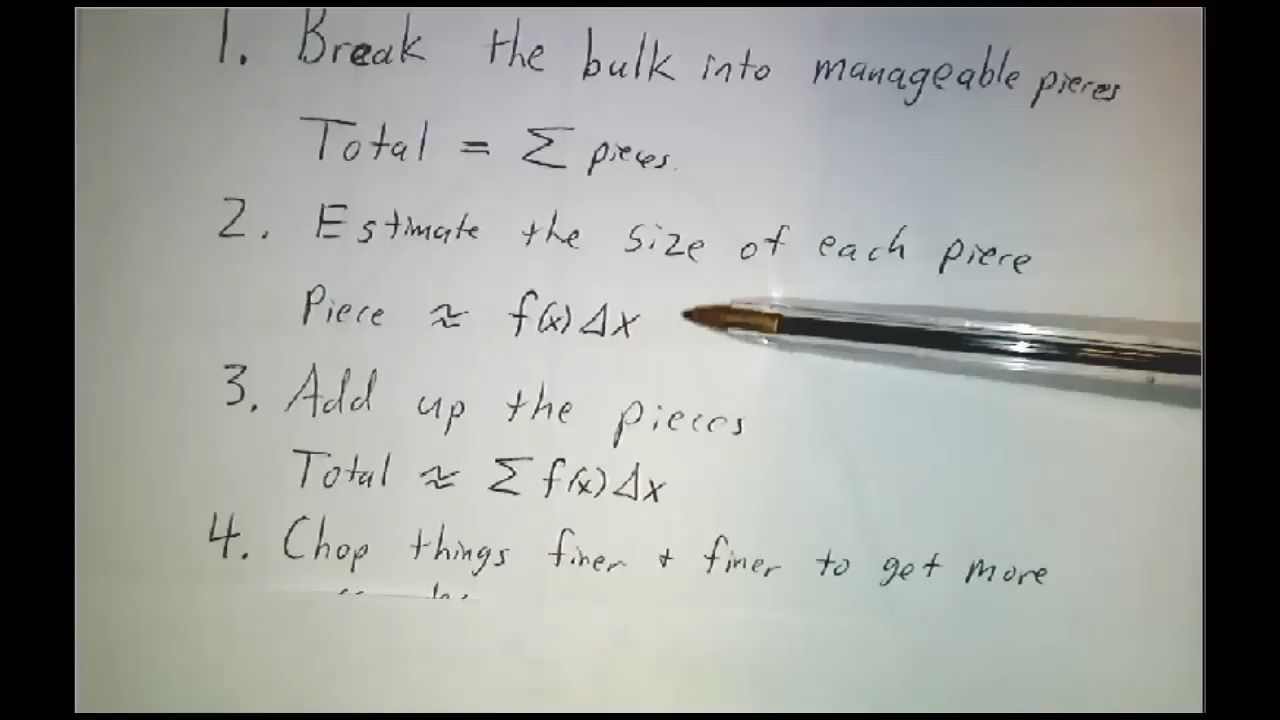 1. Break the bulk into manageable pieces
Total = Σ pieces.
2. Estimate the size of each piece
Piece ≈ f(x) Δx
3. Add up the pieces
Total ≈ Σ f(x) Δx
4. Chop things finer + finer to get more